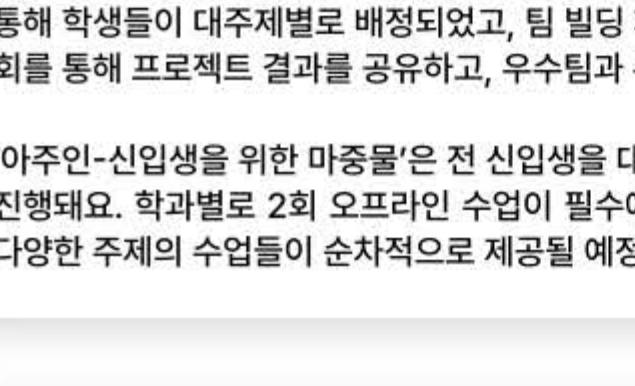 통해 학생들이 대주제별로 배정되었고, 팀 빌딩
회를 통해 프로젝트 결과를 공유하고, 우수팀과
아주인-신입생을 위한 마중물’은 전 신입생을 대
진행돼요. 학과별로 2회 오프라인 수업이 필수
다양한 주제의 수업들이 순차적으로 제공될 예정